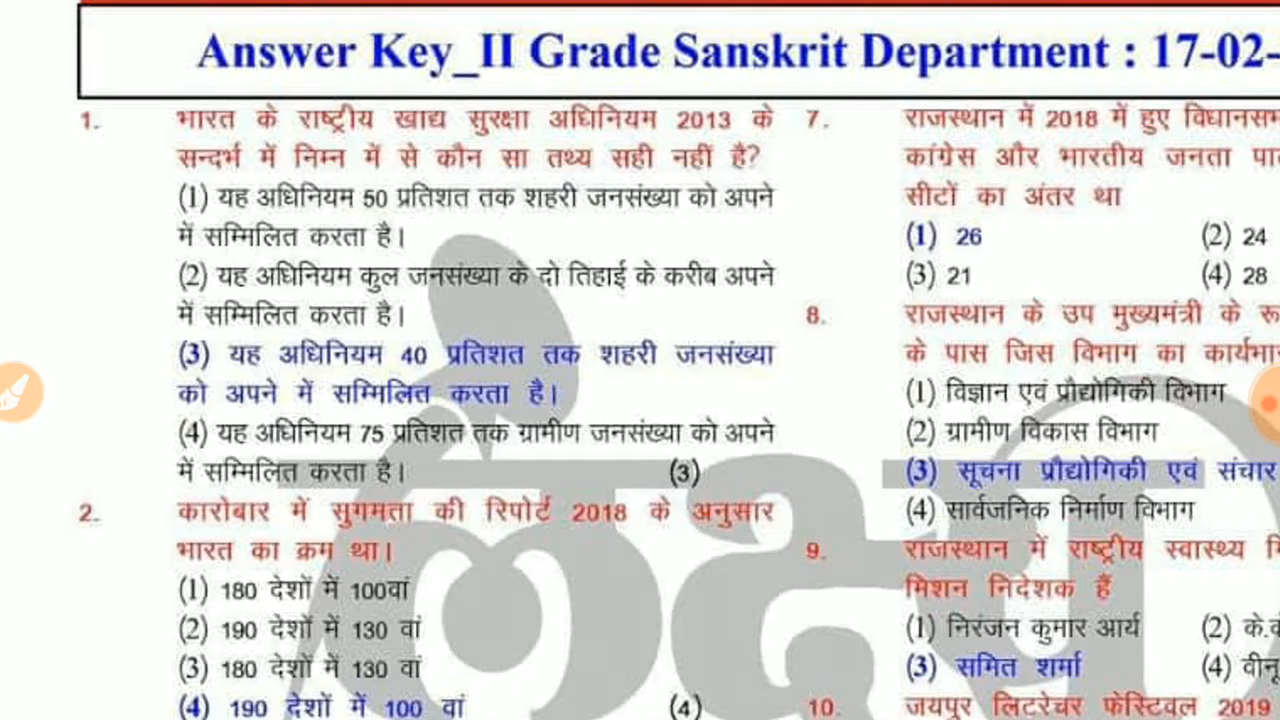 Answer Key_II Grade Sanskrit Department : 17-02-
1. भारत के राष्ट्रीय खाद्य सुरक्षा अधिनियम 2013 के
सन्दर्भ में निम्न में से कौन सा तथ्य सही नहीं है?
(1) यह अधिनियम 50 प्रतिशत तक शहरी जनसंख्या को अपने
में सम्मिलित करता है।
(2) यह अधिनियम कुल जनसंख्या के दो तिहाई के करीब अपने
में सम्मिलित करता है।
(3) यह अधिनियम 40 प्रतिशत तक शहरी जनसंख्या
को अपने में सम्मिलित करता है।
(4) यह अधिनियम 75 प्रतिशत तक ग्रामीण जनसंख्या को अपने
में सम्मिलित करता है। (3)
2. कारोबार में सुगमता की रिपोर्ट 2018 के अनुसार
भारत का क्रम था।
(1) 180 देशों में 100वां
(2) 190 देशों में 130 वां
(3) 180 देशों में 130 वां
(4) 190 देशों में 100 वां (4)
7. राजस्थान में 2018 में हुए विधानसभ
कांग्रेस और भारतीय जनता पा
सीटों का अंतर था
(1) 26 (2) 24
(3) 21 (4) 28
8. राजस्थान के उप मुख्यमंत्री के रू
के पास जिस विभाग का कार्यभा
(1) विज्ञान एवं प्रौद्योगिकी विभाग
(2) ग्रामीण विकास विभाग
(3) सूचना प्रौद्योगिकी एवं संचार
(4) सार्वजनिक निर्माण विभाग
9. राजस्थान में राष्ट्रीय स्वास्थ्य मि
मिशन निदेशक हैं
(1) निरंजन कुमार आर्य (2) के.
(3) समित शर्मा (4) वीनू
10. जयपुर लिटरेचर फेस्टिवल 2019
लक्ष्य